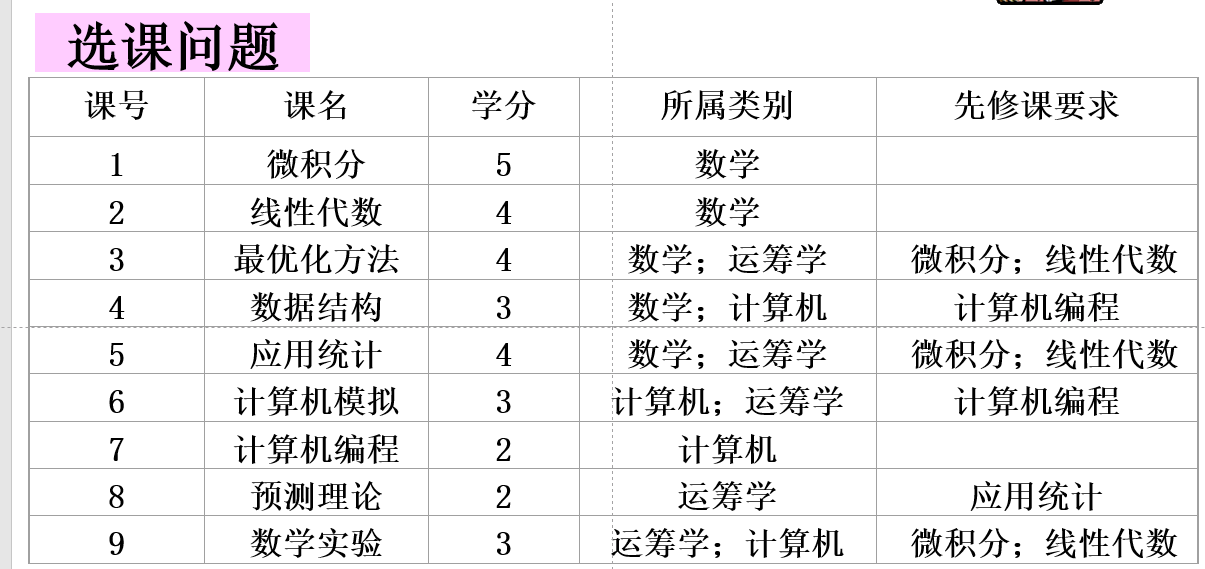 选课问题
课号 课名 学分 所属类别 先修课要求
1 微积分 5 数学
2 线性代数 4 数学
3 最优化方法 4 数学；运筹学 微积分；线性代数
4 数据结构 3 数学；计算机 计算机编程
5 应用统计 4 数学；运筹学 微积分；线性代数
6 计算机模拟 3 计算机；运筹学 计算机编程
7 计算机编程 2 计算机
8 预测理论 2 运筹学 应用统计
9 数学实验 3 运筹学；计算机 微积分；线性代数